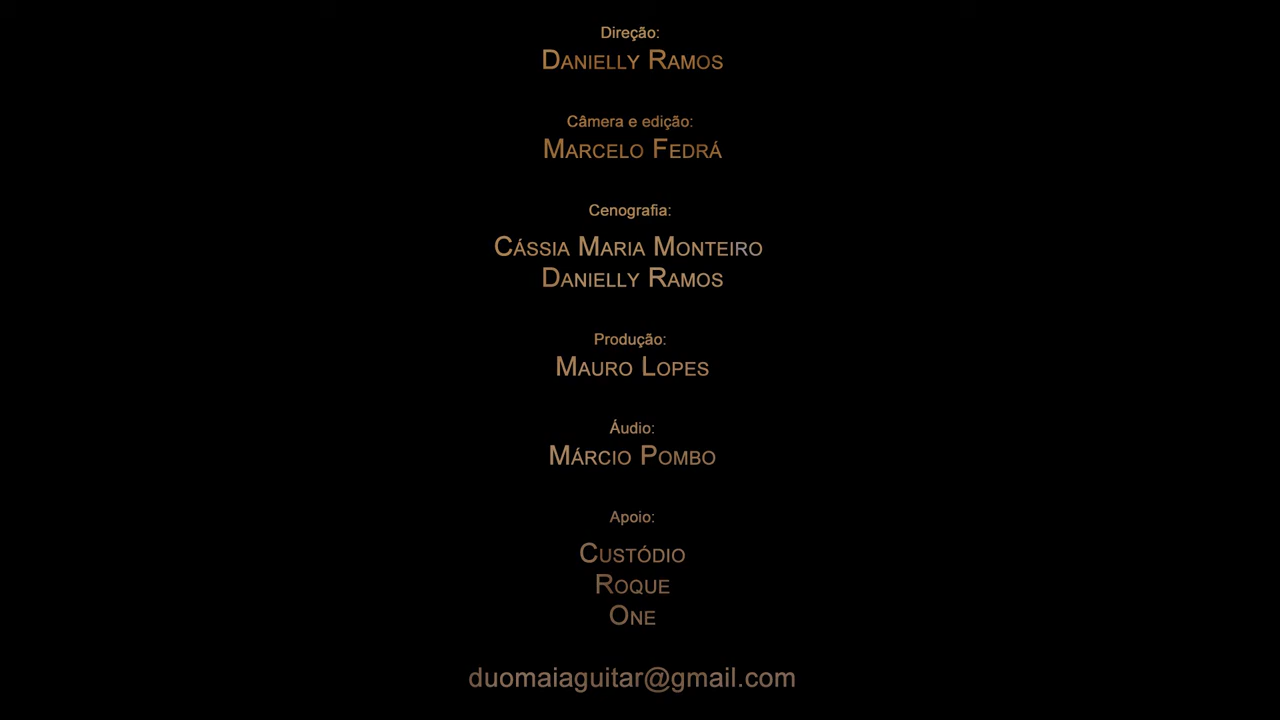 Direção:
Danielly Ramos
Câmera e edição:
Marcelo Fedrá
Cenografia:
Cássia Maria Monteiro
Danielly Ramos
Produção:
Mauro Lopes
Áudio:
Márcio Pombo
Apoio:
Custódio
Roque
One
duomaiaguitar@gmail.com